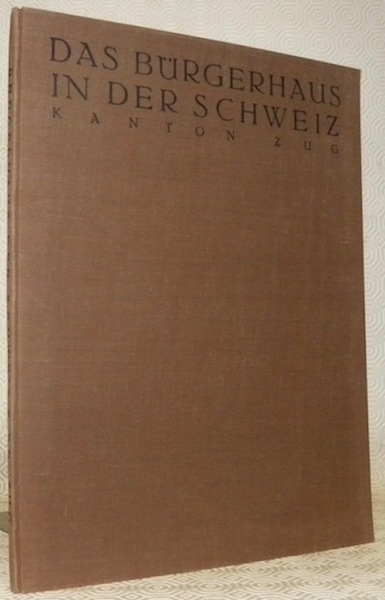 DAS BÜRGERHAUS
IN DER SCHWEIZ
KANTON ZUG